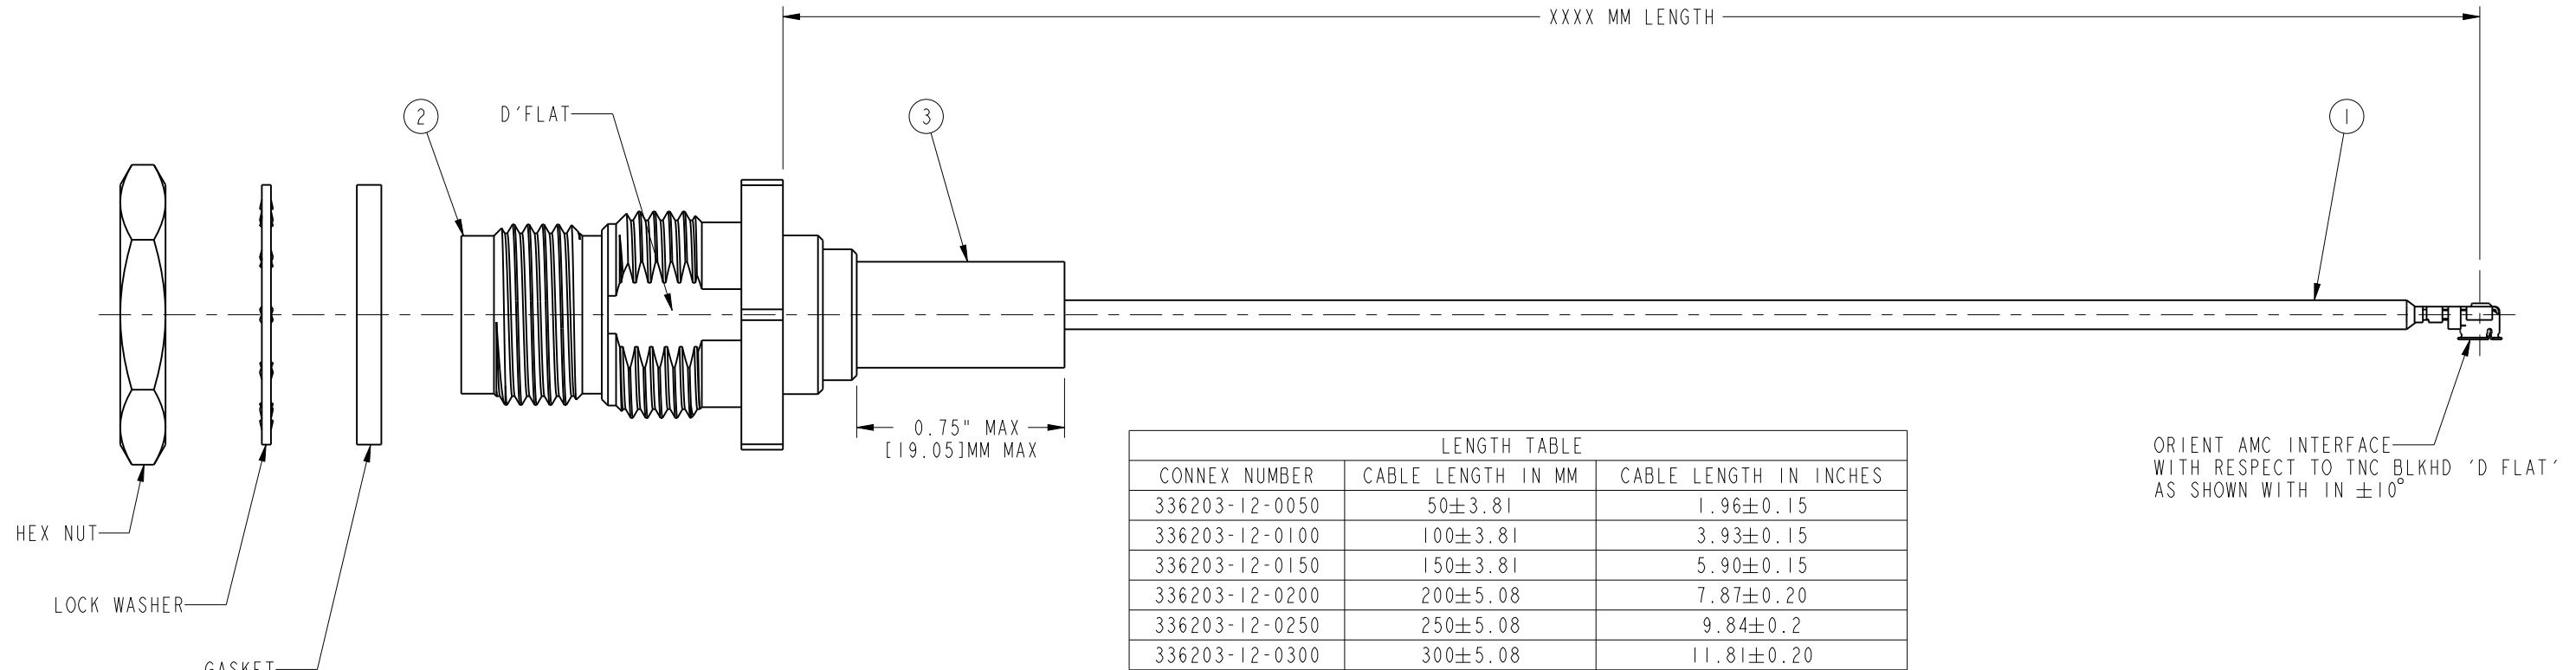 XXXX MM LENGTH
2
D'FLAT
3
1
0.75" MAX
[19.05]MM MAX
HEX NUT
LOCK WASHER
GASKET
LENGTH TABLE
CONNEX NUMBER CABLE LENGTH IN MM CABLE LENGTH IN INCHES
336203-12-0050 50±3.81 1.96±0.15
336203-12-0100 100±3.81 3.93±0.15
336203-12-0150 150±3.81 5.90±0.15
336203-12-0200 200±5.08 7.87±0.20
336203-12-0250 250±5.08 9.84±0.2
336203-12-0300 300±5.08 11.81±0.20
ORIENT AMC INTERFACE
WITH RESPECT TO TNC BLKHD 'D FLAT'
AS SHOWN WITH IN ±10°